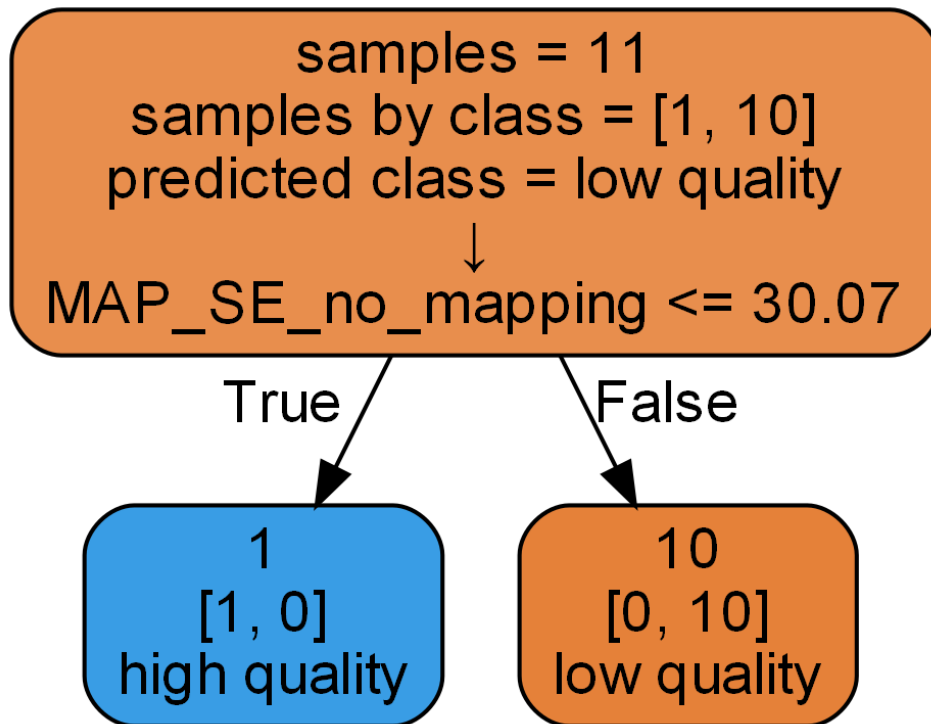 samples = 11
samples by class = [1, 10]
predicted class = low quality
↓
MAP_SE_no_mapping <= 30.07
True
False
1
[1, 0]
high quality
10
[0, 10]
low quality